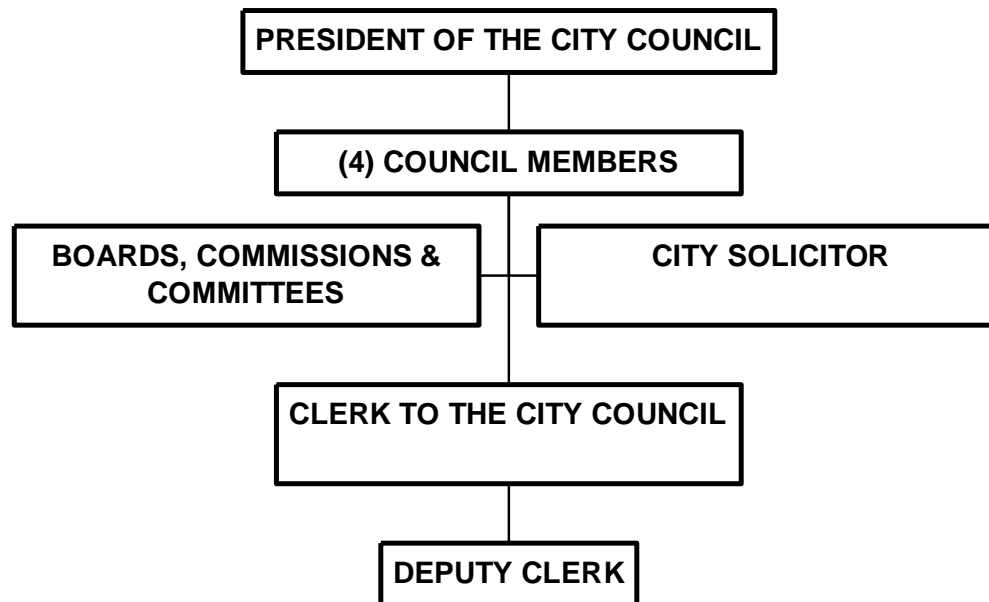 PRESIDENT OF THE CITY COUNCIL
(4) COUNCIL MEMBERS
BOARDS, COMMISSIONS &
COMMITTEES
CITY SOLICITOR
CLERK TO THE CITY COUNCIL
DEPUTY CLERK